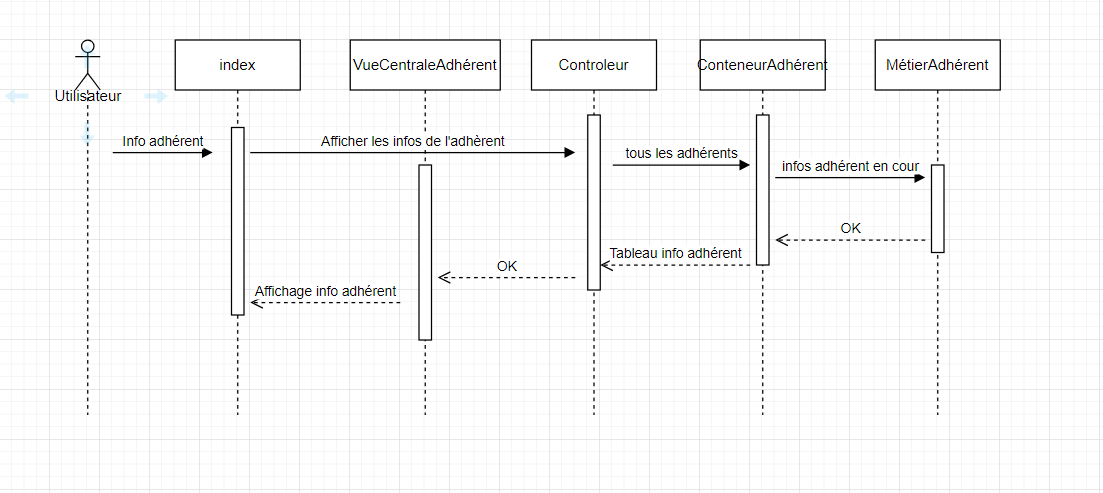 Utilisateur
index
VueCentraleAdhérent
Controleur
ConteneurAdhérent
MétierAdhérent
Info adhérent
Afficher les infos de l'adhèrent
tous les adhérents
infos adhérent en cour
OK
Tableau info adhérent
OK
Affichage info adhérent